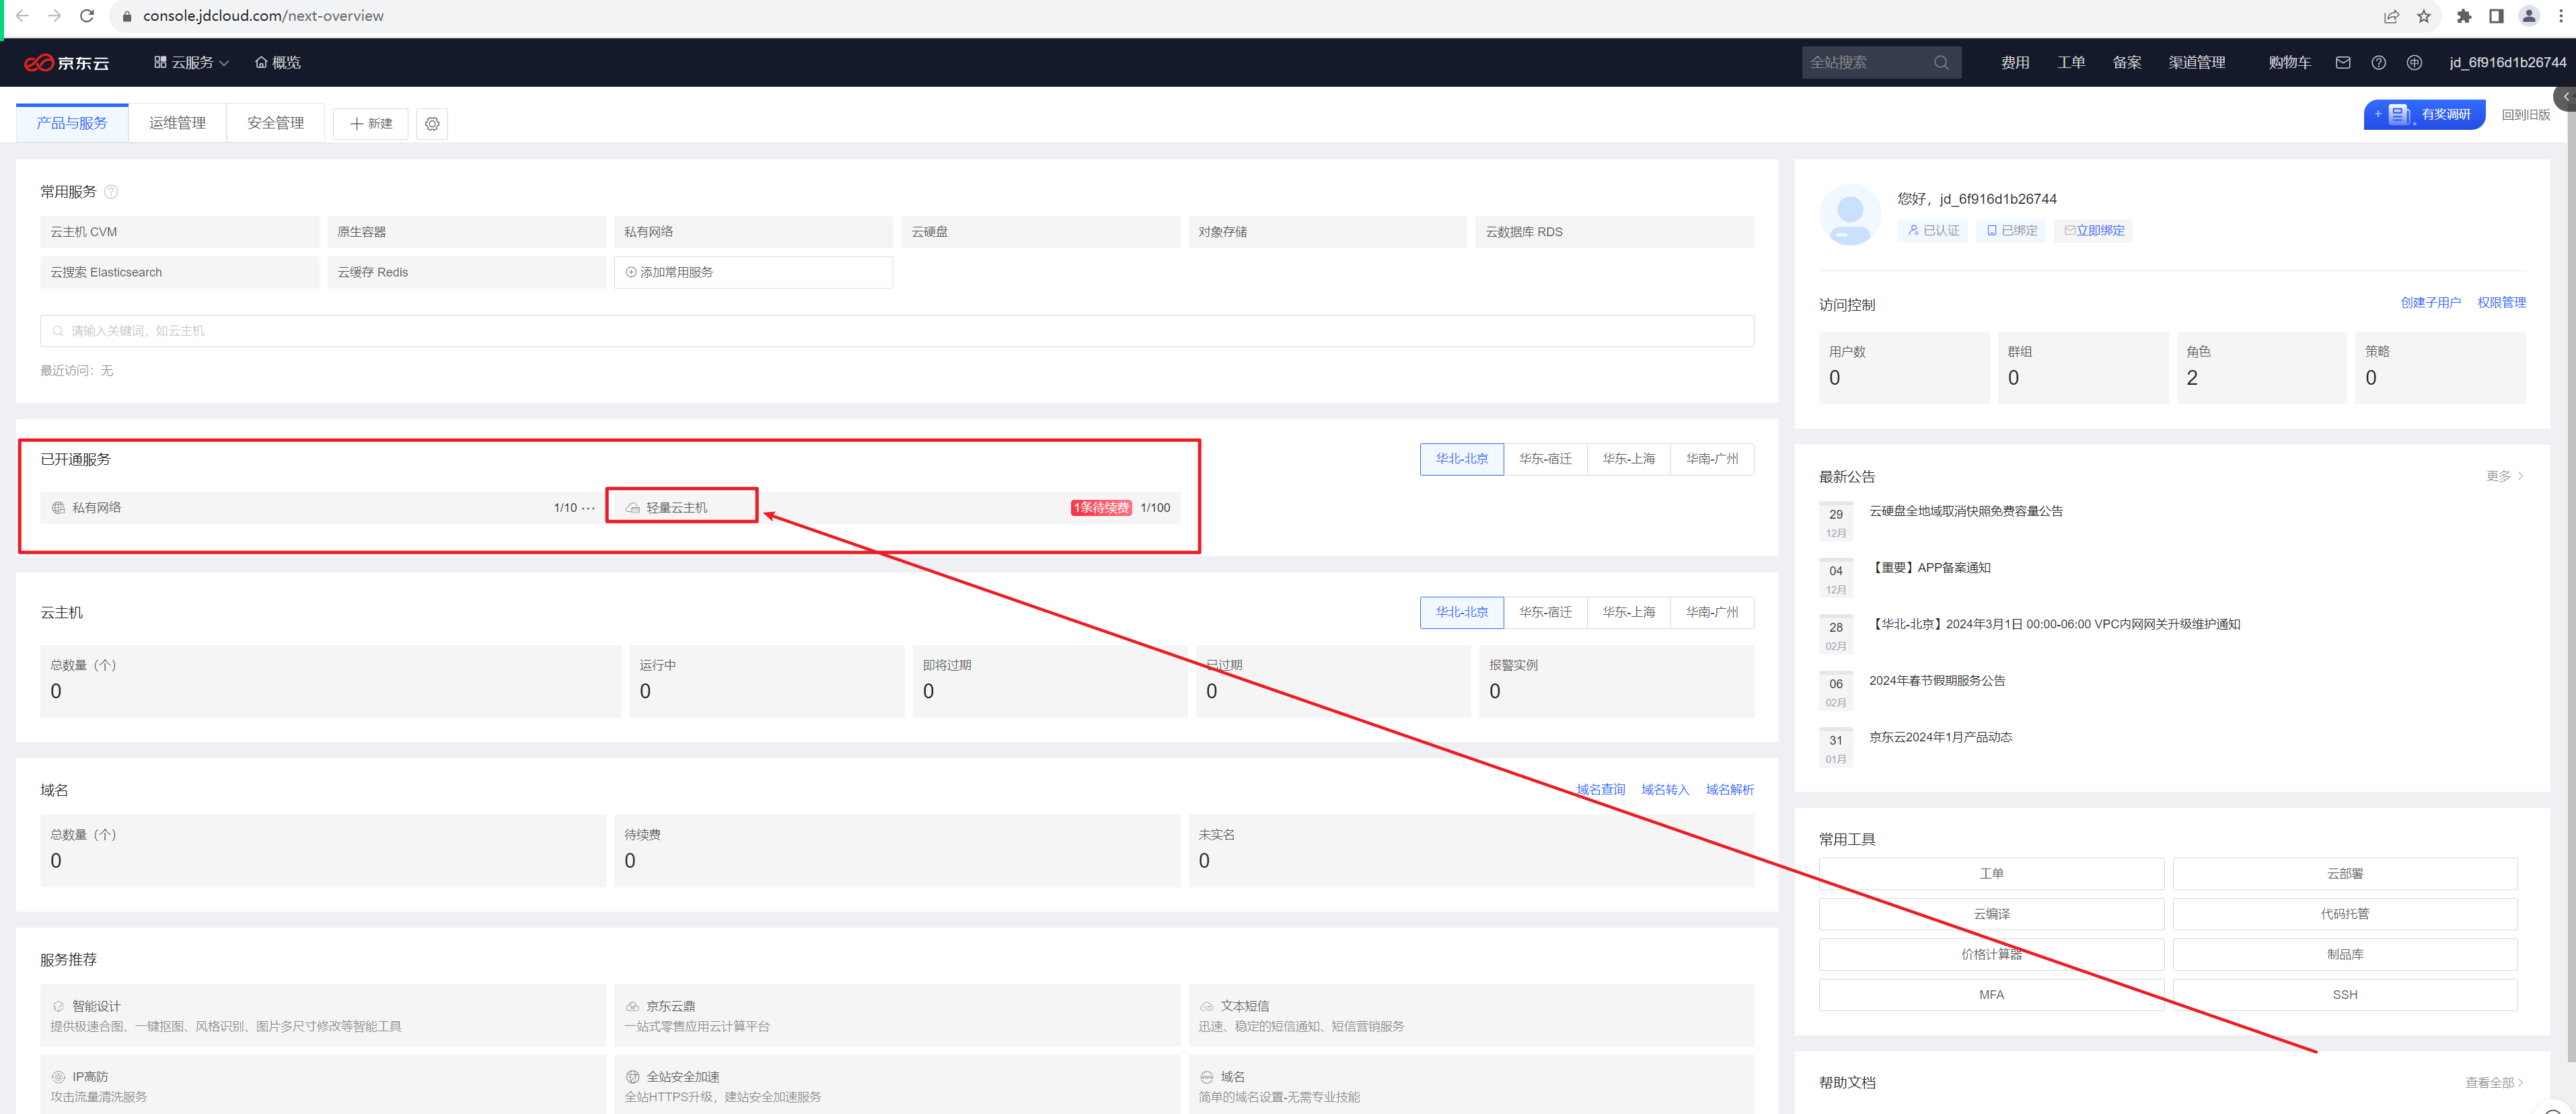 console.jdcloud.com/next-overview
京东云
云服务
概览
全站搜索
费用
工单
备案
渠道管理
购物车
jd_6f916d1b26744
产品与服务
运维管理
安全管理
新建
有奖调研
回到旧版
常用服务
云主机 CVM
原生容器
私有网络
云硬盘
对象存储
云数据库 RDS
云搜索 Elasticsearch
云缓存 Redis
添加常用服务
请输入关键词，如云主机
最近访问：无
已开通服务
华北-北京
华东-宿迁
华东-上海
华南-广州
私有网络
1/10 ···
轻量云主机
1条待续费
1/100
云主机
华北-北京
华东-宿迁
华东-上海
华南-广州
总数量（个）
0
运行中
0
即将过期
0
已过期
0
报警实例
0
域名
域名查询
域名转入
域名解析
总数量（个）
0
待续费
0
未实名
0
服务推荐
智能设计
提供极速合图、一键抠图、风格识别、图片多尺寸修改等智能工具
京东云鼎
一站式零售应用云计算平台
文本短信
迅速、稳定的短信通知、短信营销服务
IP高防
攻击流量清洗服务
全站安全加速
全站HTTPS升级，建站安全加速服务
域名
简单的域名设置-无需专业技能
您好，jd_6f916d1b26744
已认证
已绑定
立即绑定
访问控制
创建子用户
权限管理
用户数
0
群组
0
角色
2
策略
0
最新公告
更多
29
12月
云硬盘全地域取消快照免费容量公告
04
12月
【重要】APP备案通知
28
02月
【华北-北京】2024年3月1日 00:00-06:00 VPC内网网关升级维护通知
06
02月
2024年春节假期服务公告
31
01月
京东云2024年1月产品动态
常用工具
工单
云部署
云编译
代码托管
价格计算器
制品库
MFA
SSH
帮助文档
查看全部